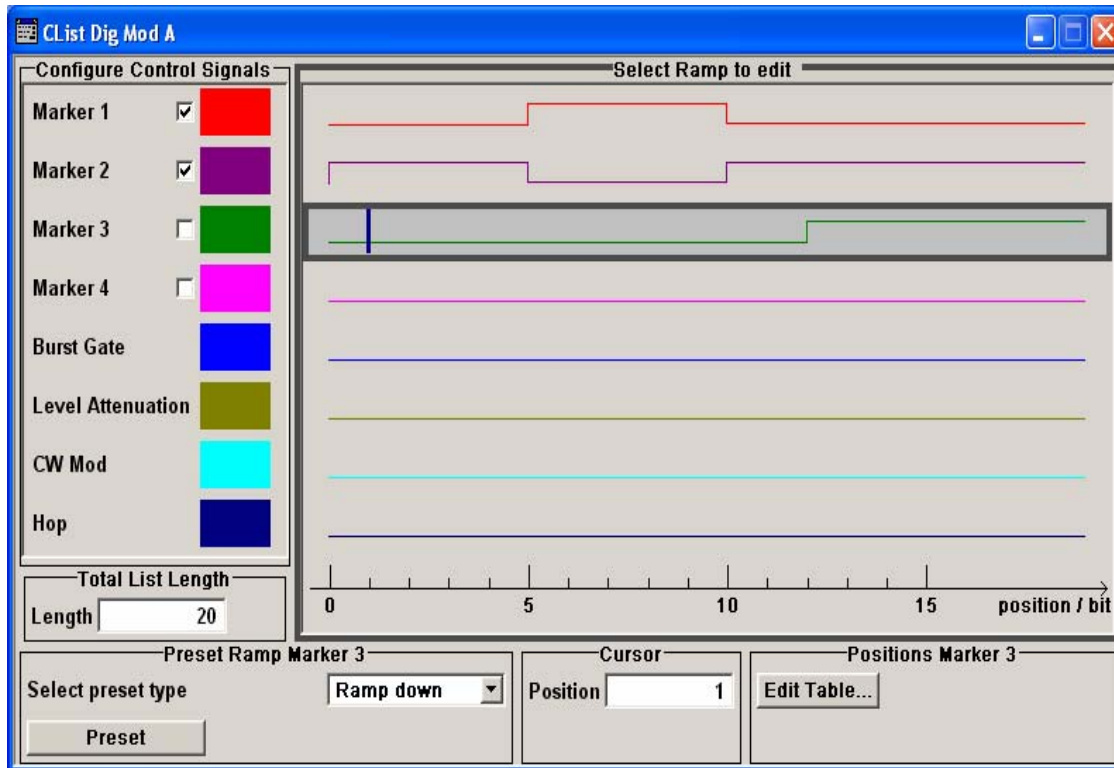 CList Dig Mod A
Configure Control Signals
Select Ramp to edit
Marker 1
Marker 2
Marker 3
Marker 4
Burst Gate
Level Attenuation
CW Mod
Hop
0 5 10 15 position / bit
Total List Length
Length 20
Preset Ramp Marker 3
Select preset type Ramp down
Preset
Cursor
Position 1
Positions Marker 3
Edit Table...